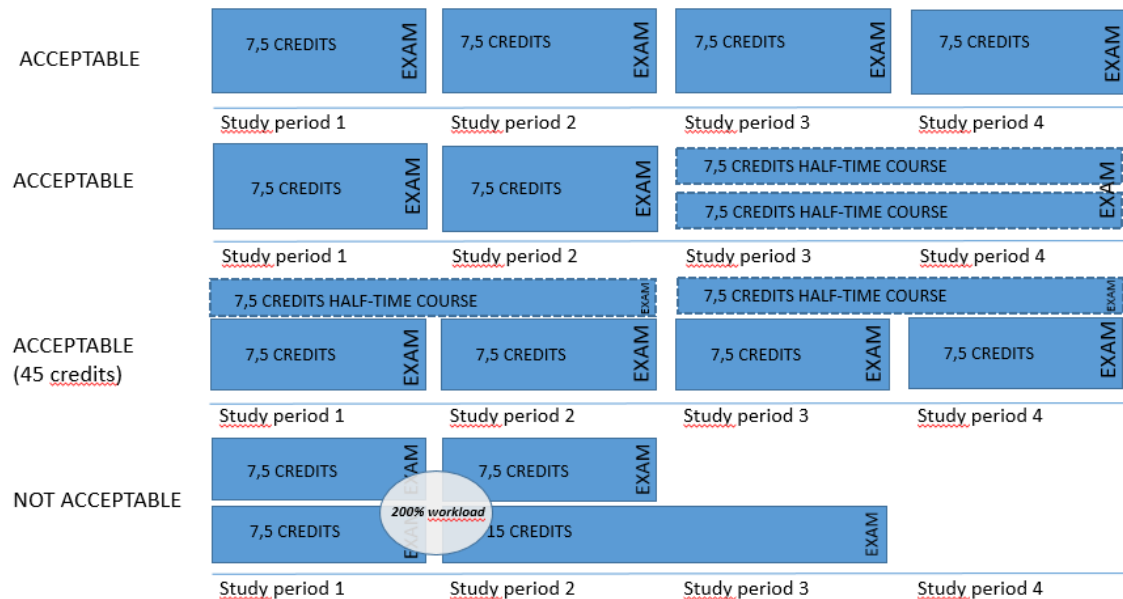 ACCEPTABLE
7,5 CREDITS
EXAM
7,5 CREDITS
EXAM
7,5 CREDITS
EXAM
7,5 CREDITS
EXAM
Study period 1
Study period 2
Study period 3
Study period 4
ACCEPTABLE
7,5 CREDITS
EXAM
7,5 CREDITS
EXAM
7,5 CREDITS HALF-TIME COURSE
7,5 CREDITS HALF-TIME COURSE
EXAM
Study period 1
Study period 2
Study period 3
Study period 4
7,5 CREDITS HALF-TIME COURSE
EXAM
7,5 CREDITS HALF-TIME COURSE
EXAM
ACCEPTABLE
(45 credits)
7,5 CREDITS
EXAM
7,5 CREDITS
EXAM
7,5 CREDITS
EXAM
7,5 CREDITS
EXAM
Study period 1
Study period 2
Study period 3
Study period 4
NOT ACCEPTABLE
7,5 CREDITS
EXAM
7,5 CREDITS
EXAM
200% workload
7,5 CREDITS
EXAM
15 CREDITS
EXAM
Study period 1
Study period 2
Study period 3
Study period 4